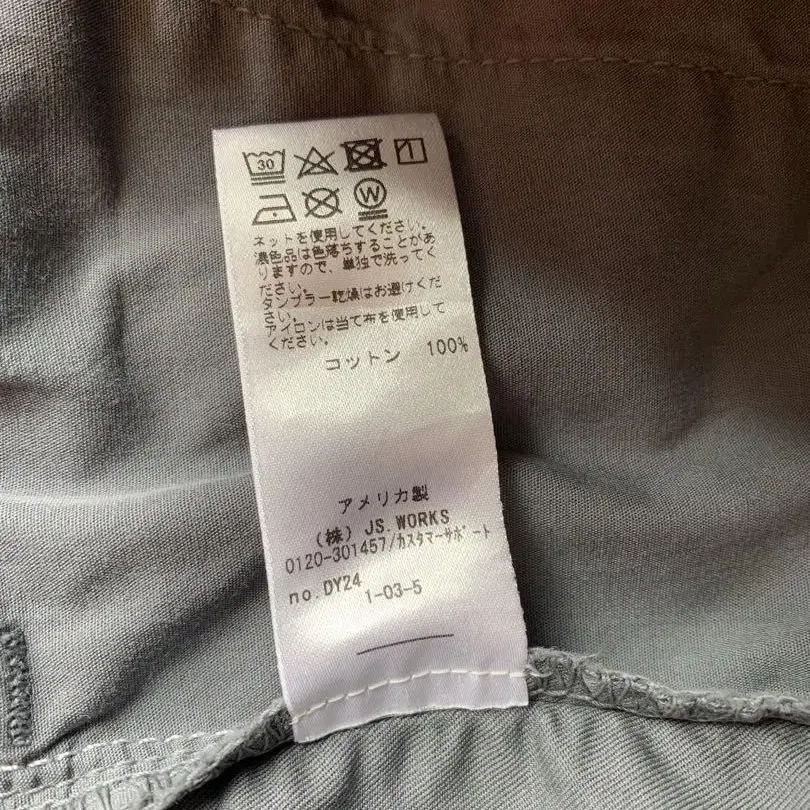 30
W
ネットを使用してください。
濃色品は色落ちすることがあ
りますので、単独で洗ってく
ださい。
タンブラー乾燥はお避けくだ
さい。
アイロンは当て布を使用して
ください。
コットン 100%
アメリカ製
(株) JS.WORKS
0120-301457/カスタマーサポート
no.DY24
1-03-5